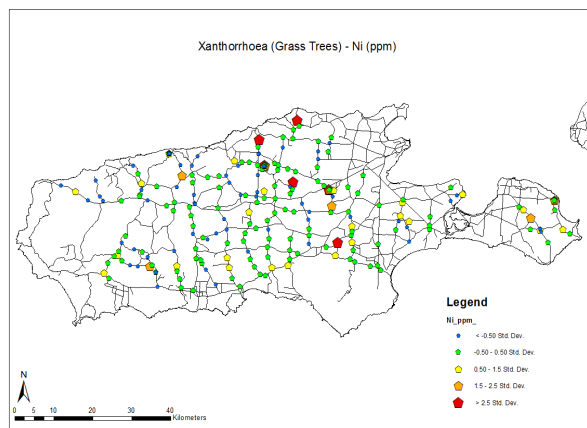 Xanthorrhoea (Grass Trees) - Ni (ppm)
Legend
Ni_ppm_
< -0.50 Std. Dev.
-0.50 - 0.50 Std. Dev.
0.50 - 1.5 Std. Dev.
1.5 - 2.5 Std. Dev.
> 2.5 Std. Dev.
N
0 5 10 20 30 40
Kilometers